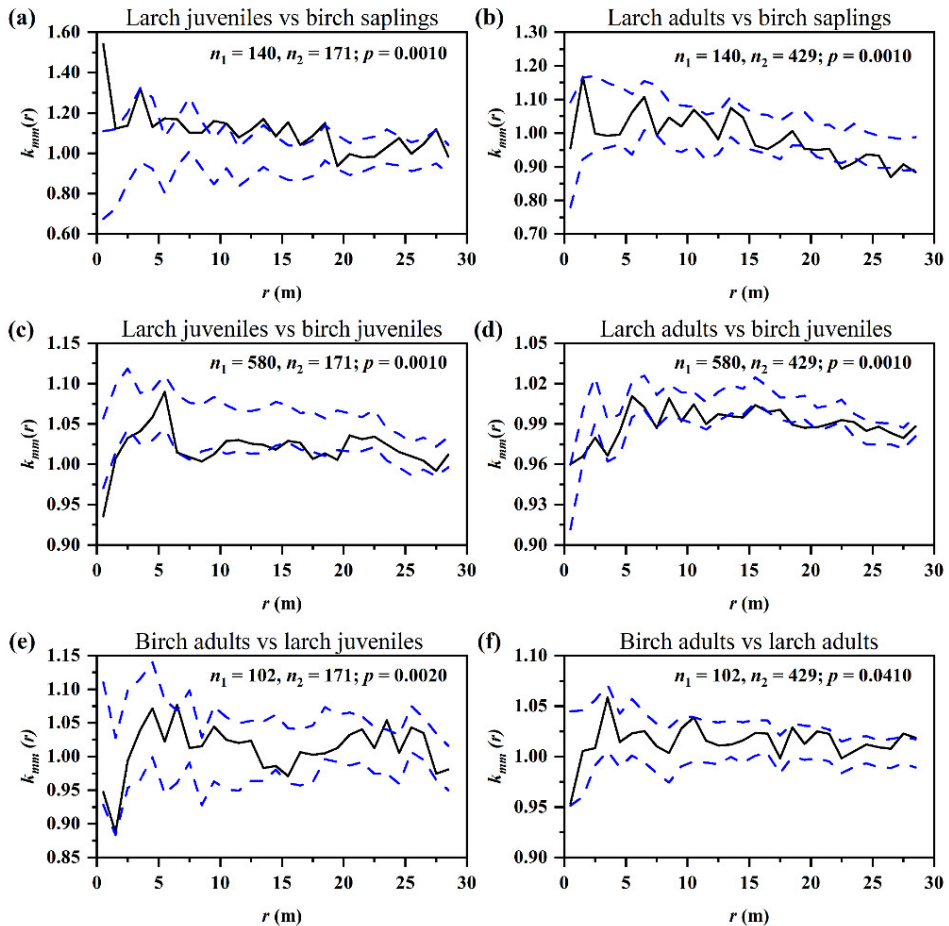 (a) Larch juveniles vs birch saplings
n1 = 140, n2 = 171; p = 0.0010
kmm(r)
1.60
1.40
1.20
1.00
0.80
0.60
0 5 10 15 20 25 30
r (m)
(b) Larch adults vs birch saplings
n1 = 140, n2 = 429; p = 0.0010
kmm(r)
1.30
1.20
1.10
1.00
0.90
0.80
0.70
0 5 10 15 20 25 30
r (m)
(c) Larch juveniles vs birch juveniles
n1 = 580, n2 = 171; p = 0.0010
kmm(r)
1.15
1.10
1.05
1.00
0.95
0.90
0 5 10 15 20 25 30
r (m)
(d) Larch adults vs birch juveniles
n1 = 580, n2 = 429; p = 0.0010
kmm(r)
1.05
1.02
0.99
0.96
0.93
0.90
0 5 10 15 20 25 30
r (m)
(e) Birch adults vs larch juveniles
n1 = 102, n2 = 171; p = 0.0020
kmm (r)
1.15
1.10
1.05
1.00
0.95
0.90
0.85
0 5 10 15 20 25 30
r (m)
(f) Birch adults vs larch adults
n1 = 102, n2 = 429; p = 0.0410
kmm (r)
1.10
1.05
1.00
0.95
0.90
0 5 10 15 20 25 30
r (m)